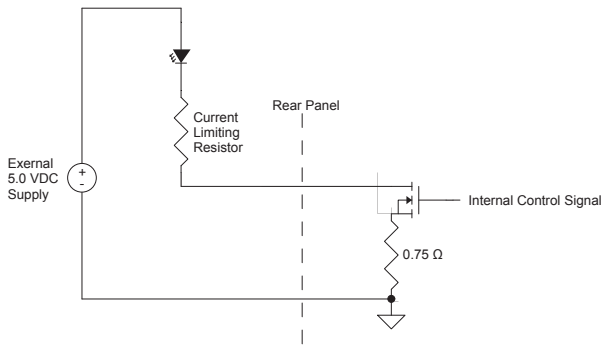 Rear Panel
Current
Limiting
Resistor
Exernal
5.0 VDC
Supply
+
-
Internal Control Signal
0.75 Ω